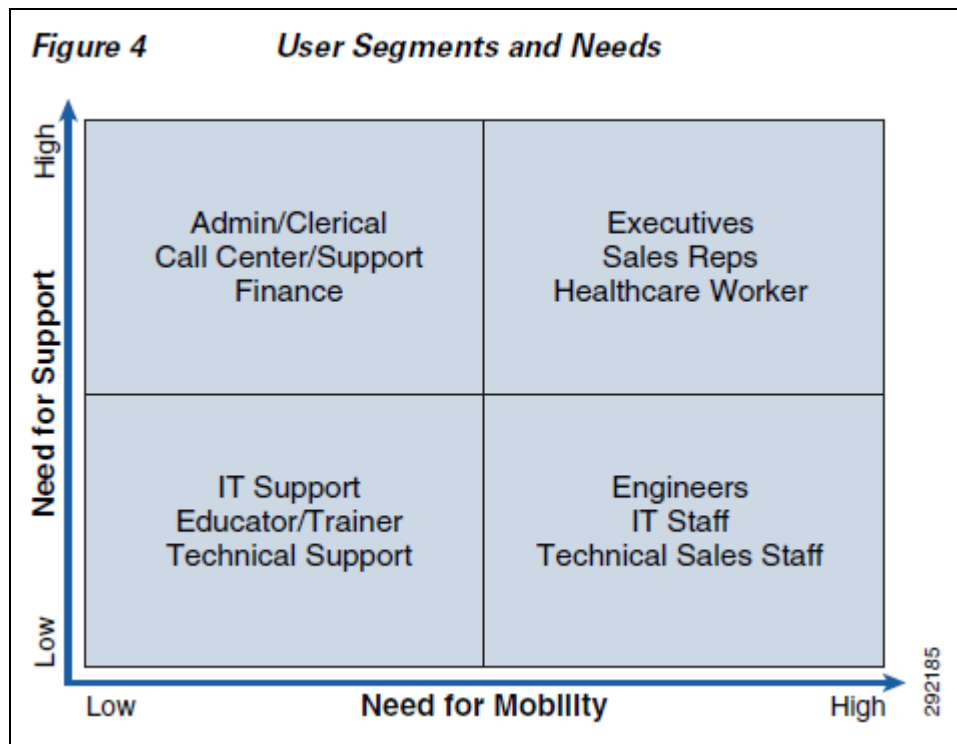 Figure 4 User Segments and Needs
High
Need for Support
Low
Admin/Clerical
Call Center/Support
Finance
Executives
Sales Reps
Healthcare Worker
IT Support
Educator/Trainer
Technical Support
Engineers
IT Staff
Technical Sales Staff
Low
Need for Mobility
High
292185